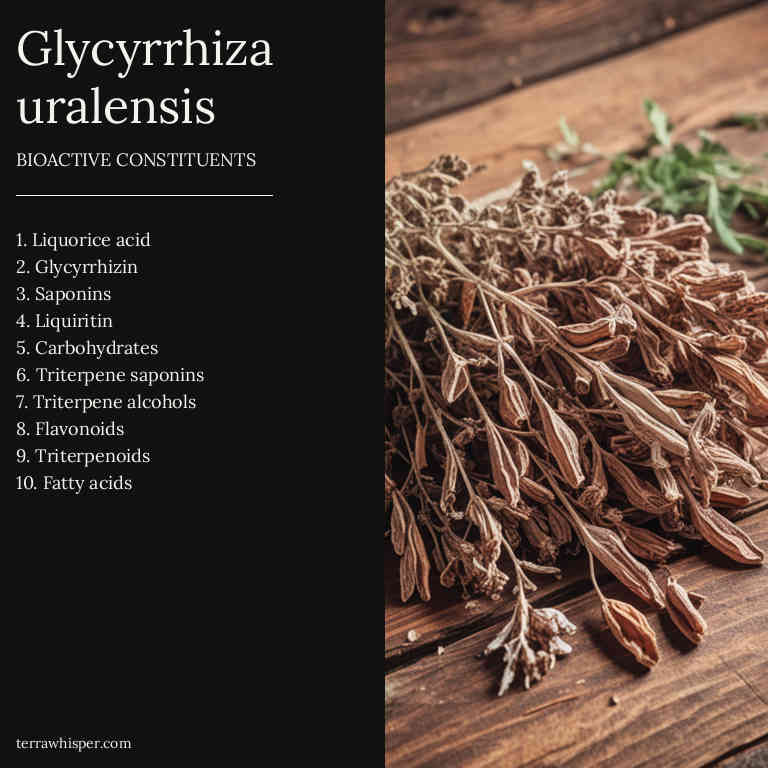 Glycyrrhiza
uralensis
BIOACTIVE CONSTITUENTS
1. Liquorice acid
2. Glycyrrhizin
3. Saponins
4. Liquiritin
5. Carbohydrates
6. Triterpene saponins
7. Triterpene alcohols
8. Flavonoids
9. Triterpenoids
10. Fatty acids
terrawhisper.com